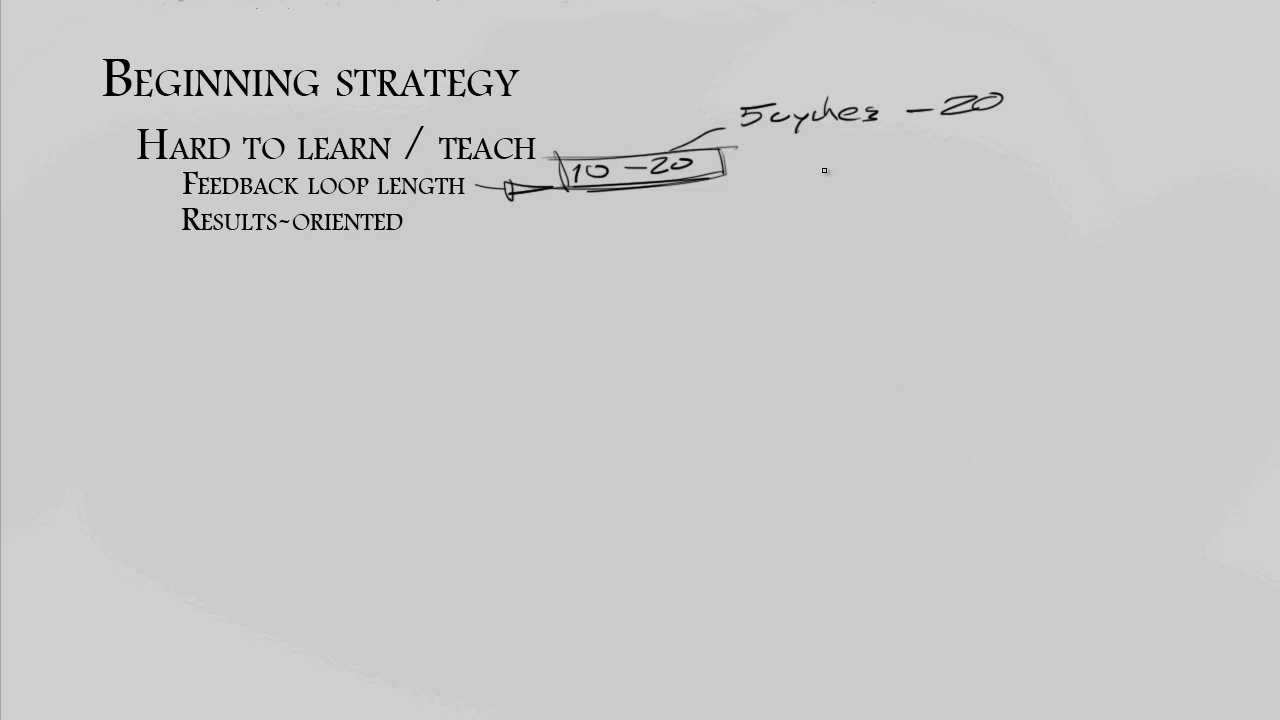 Beginning strategy
5 cycles - 20
Hard to learn / teach
10 - 20
Feedback loop length
Results-oriented